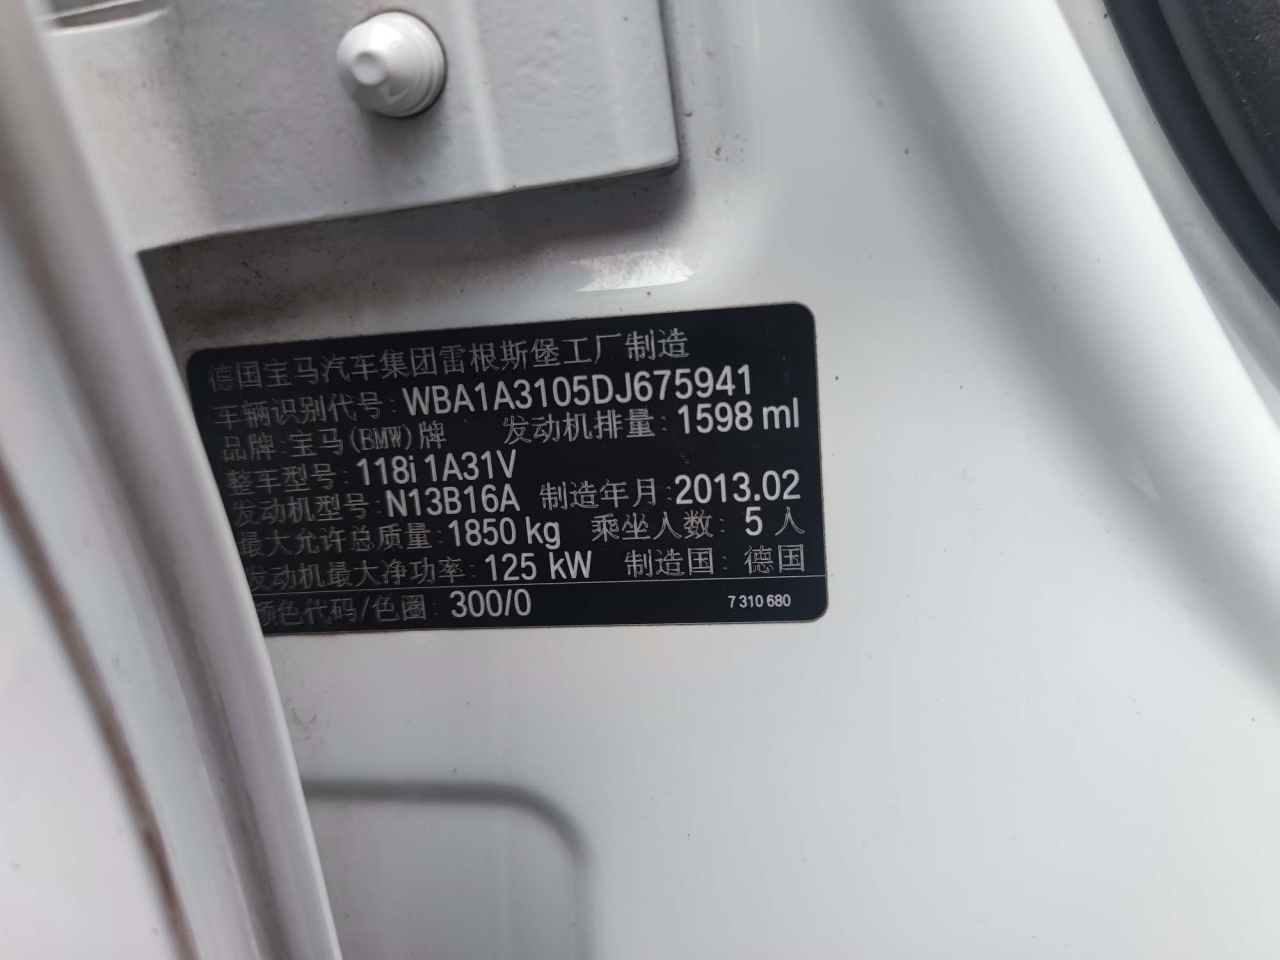 德国宝马汽车集团雷根斯堡工厂制造
车辆识别代号: WBA1A3105DJ675941
品牌: 宝马(BMW)牌 发动机排量: 1598 ml
整车型号: 118i 1A31V
发动机型号: N13B16A 制造年月: 2013.02
最大允许总质量: 1850 kg 乘坐人数: 5 人
发动机最大净功率: 125 kW 制造国: 德国
颜色代码/色圈: 300/0 7 310 680